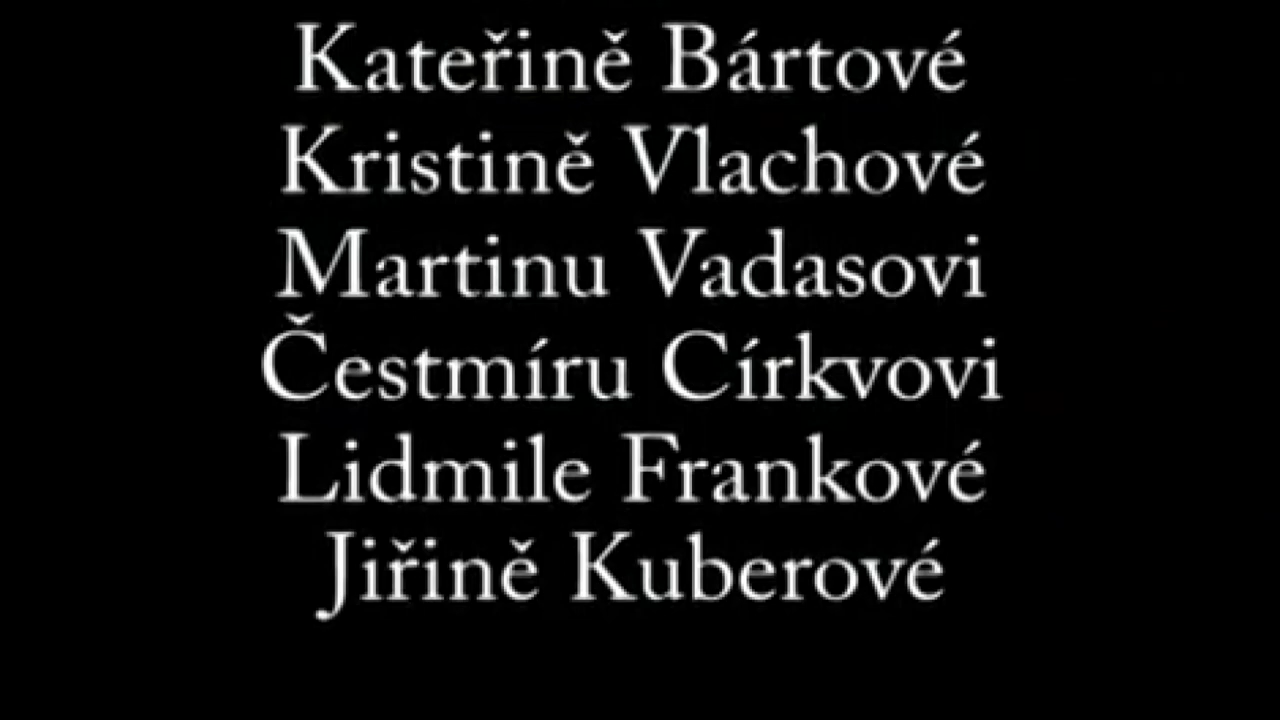 Kateřině Bártové
Kristině Vlachové
Martinu Vadasovi
Čestmíru Církvovi
Lidmile Frankové
Jiřině Kuberové